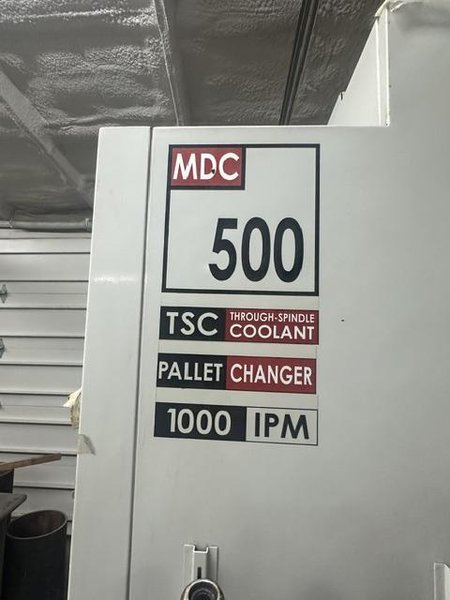 MDC
500
TSC THROUGH-SPINDLE
COOLANT
PALLET CHANGER
1000 IPM